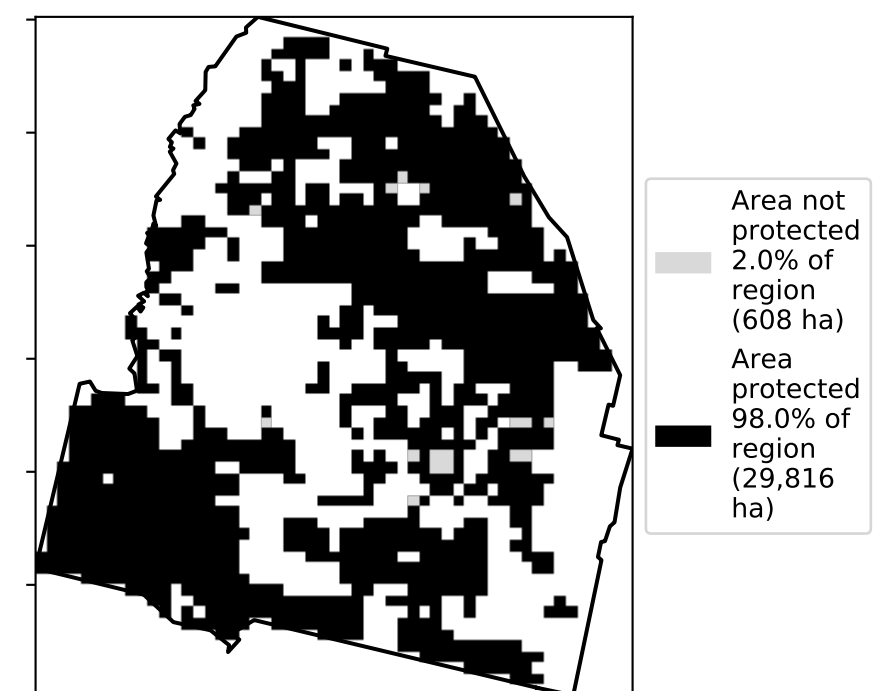 Area not
protected
2.0% of
region
(608 ha)
Area
protected
98.0% of
region
(29,816
ha)